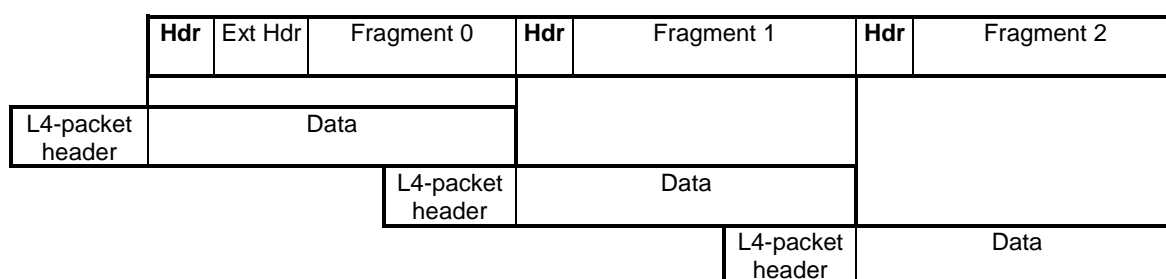 Hdr Ext Hdr Fragment 0 Hdr Fragment 1 Hdr Fragment 2
L4-packet Data
header
L4-packet Data
header
L4-packet Data
header